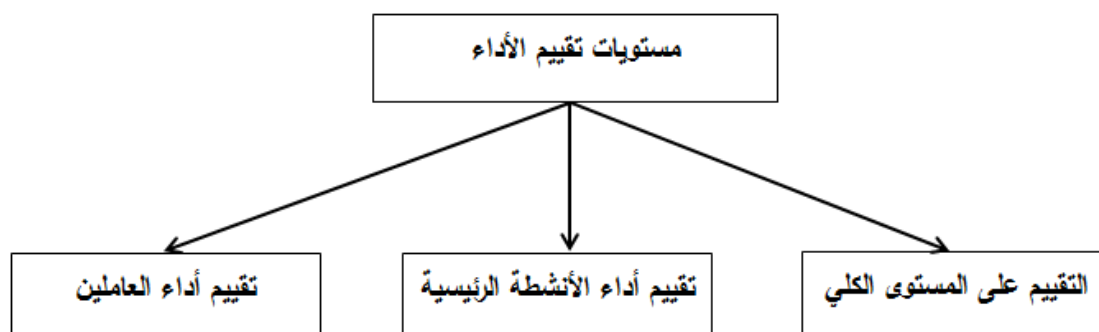 مستويات تقييم الأداء
التقييم على المستوى الكلي
تقييم أداء الأنشطة الرئيسية
تقييم أداء العاملين